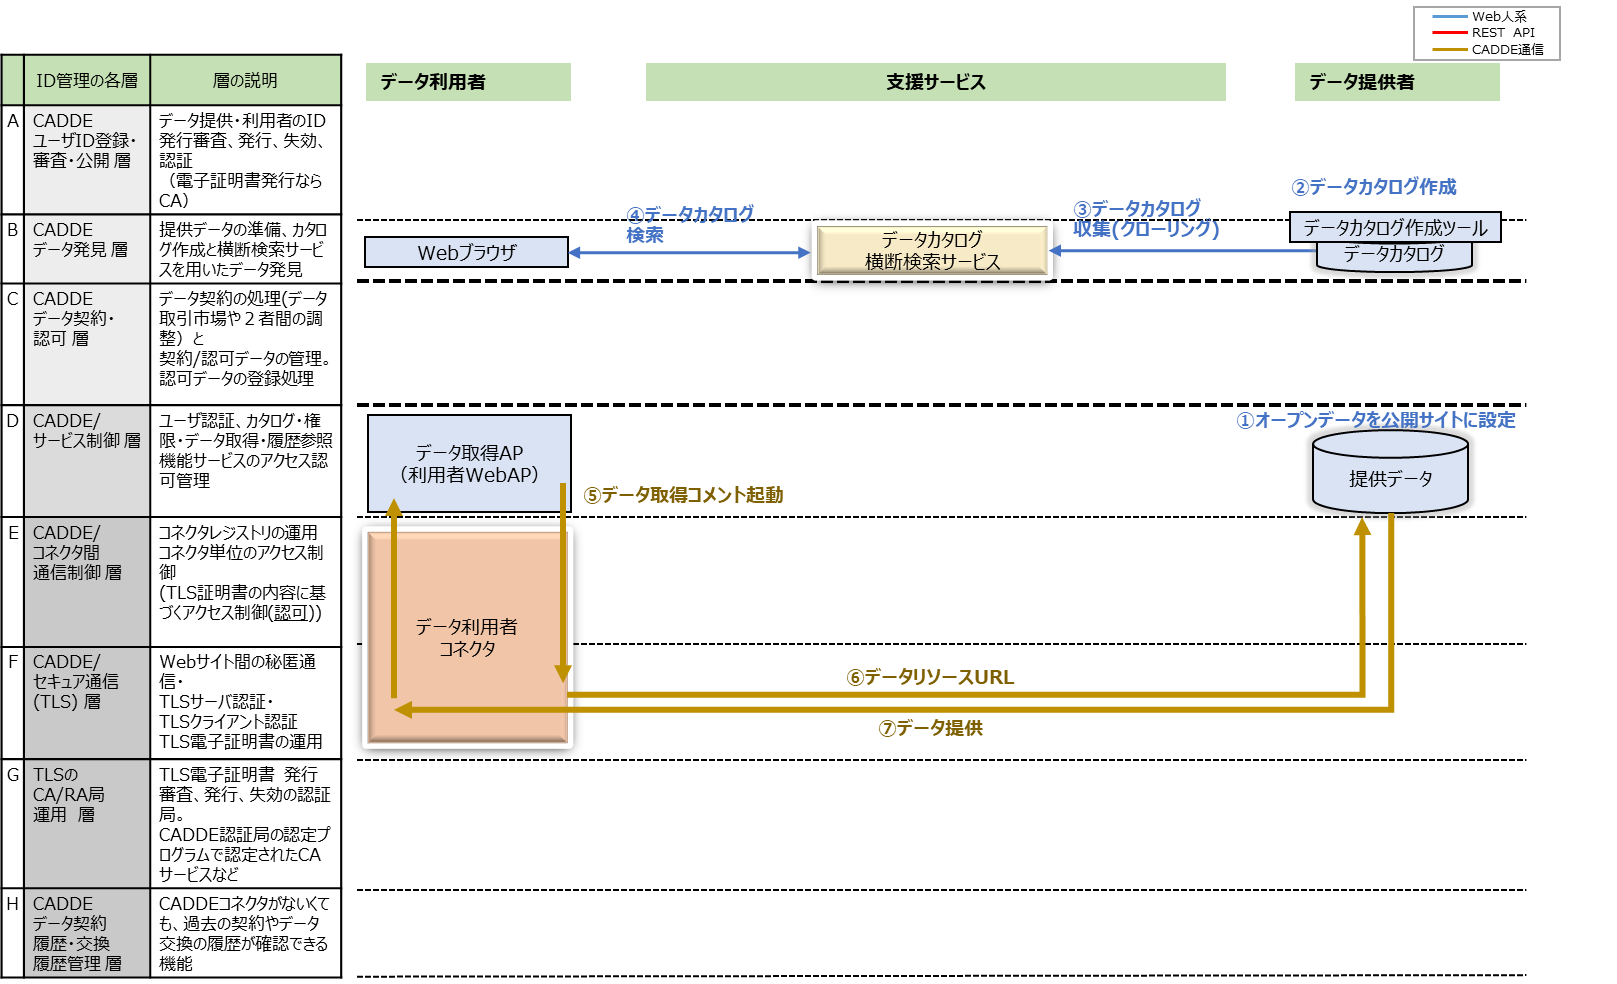 Web人系
REST API
CADDE通信
ID管理の各層
層の説明
データ利用者
支援サービス
データ提供者
A
CADDE
ユーザID登録・
審査・公開 層
データ提供・利用者のID
発行審査、発行、失効、
認証
（電子証明書発行なら
CA）
B
CADDE
データ発見 層
提供データの準備、カタロ
グ作成と横断検索サービ
スを用いたデータ発見
C
CADDE
データ契約・
認可 層
データ契約の処理(データ
取引市場や２者間の調
整）と
契約/認可データの管理。
認可データの登録処理
D
CADDE/
サービス制御 層
ユーザ認証、カタログ・権
限・データ取得・履歴参照
機能サービスのアクセス認
可管理
E
CADDE/
コネクタ間
通信制御 層
コネクタレジストリの運用
コネクタ単位のアクセス制
御
(TLS証明書の内容に基
づくアクセス制御(認可))
F
CADDE/
セキュア通信
(TLS) 層
Webサイト間の秘匿通
信・
TLSサーバ認証・
TLSクライアント認証
TLS電子証明書の運用
G
TLSの
CA/RA局
運用 層
TLS電子証明書 発行
審査、発行、失効の認証
局。
CADDE認証局の認定プ
ログラムで認定されたCA
サービスなど
H
CADDE
データ契約
履歴・交換
履歴管理 層
CADDEコネクタがないくて
も、過去の契約やデータ
交換の履歴が確認できる
機能
②データカタログ作成
④データカタログ
検索
③データカタログ
収集(クローリング)
Webブラウザ
データカタログ
横断検索サービス
データカタログ作成ツール
データカタログ
①オープンデータを公開サイトに設定
データ取得AP
（利用者WebAP）
提供データ
⑤データ取得コメント起動
データ利用者
コネクタ
⑥データリソースURL
⑦データ提供